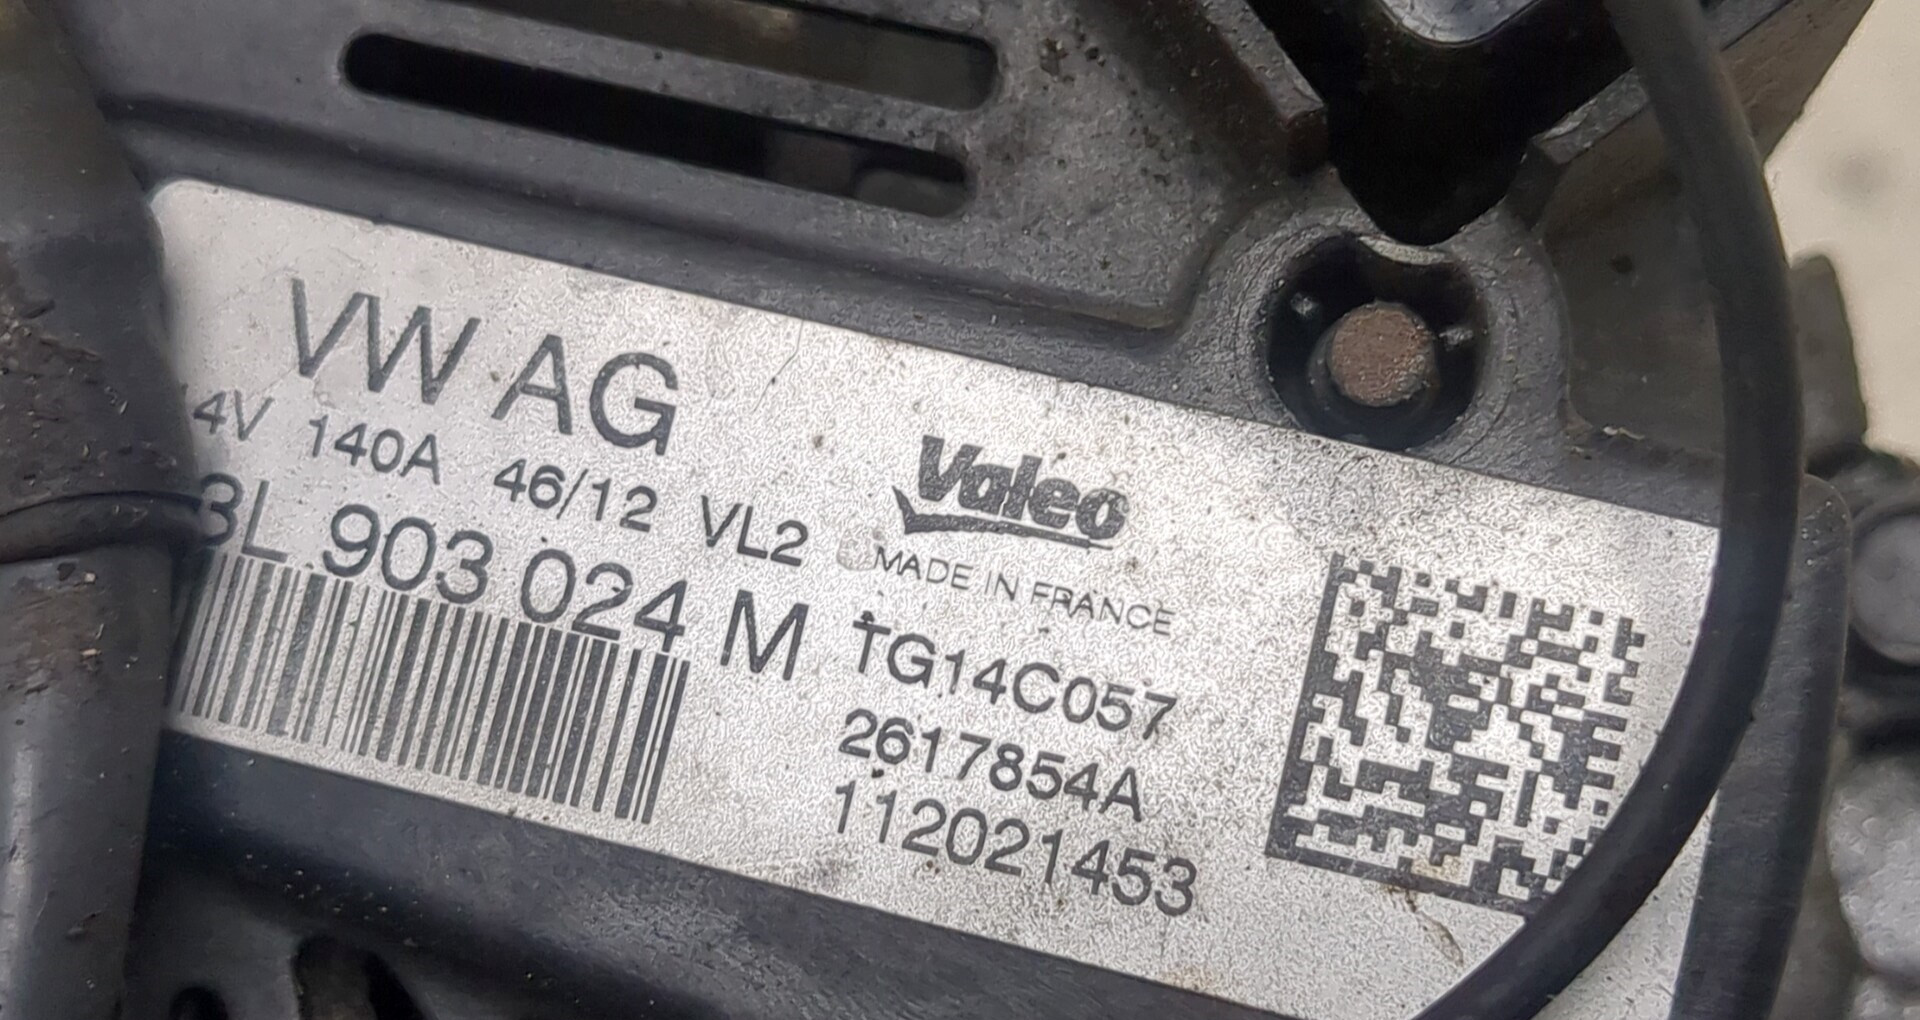 VW AG
4V 140A 46/12 VL2
3L 903 024 M
Valeo
MADE IN FRANCE
TG14C057
2617854A
112021453